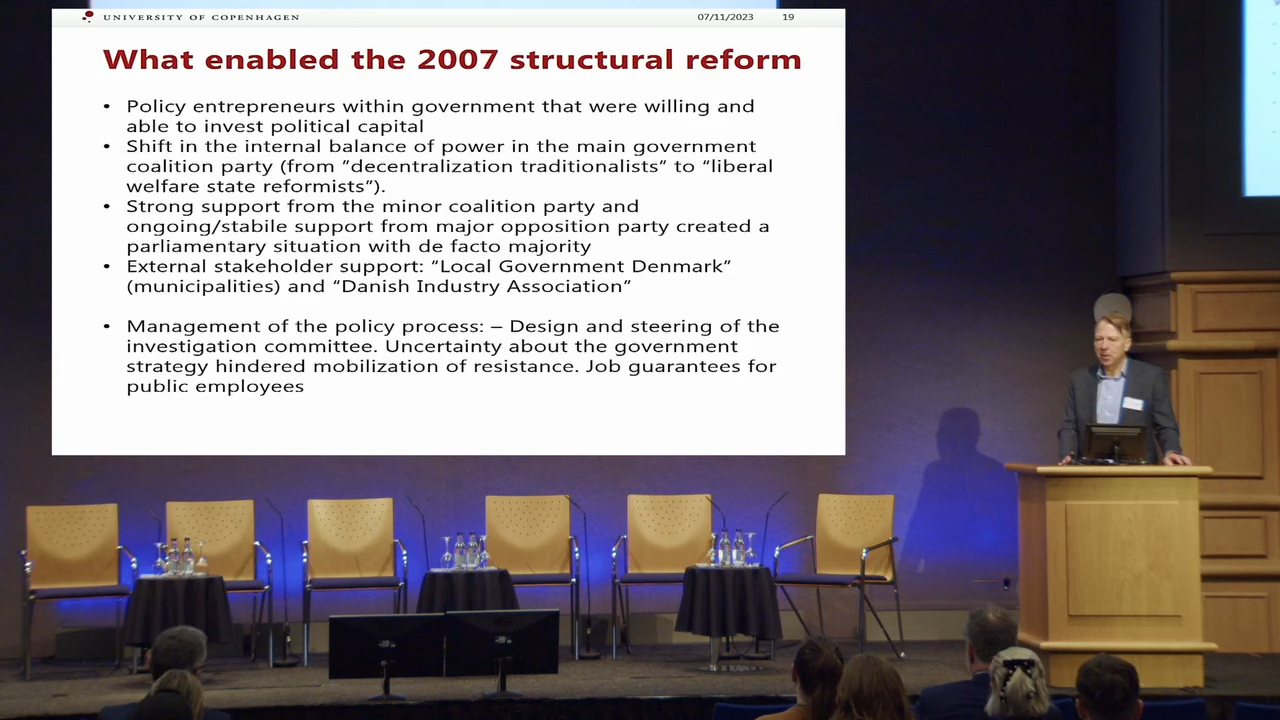 UNIVERSITY OF COPENHAGEN
07/11/2023 19
What enabled the 2007 structural reform
• Policy entrepreneurs within government that were willing and
able to invest political capital
• Shift in the internal balance of power in the main government
coalition party (from “decentralization traditionalists” to “liberal
welfare state reformists”).
• Strong support from the minor coalition party and
ongoing/stabile support from major opposition party created a
parliamentary situation with de facto majority
• External stakeholder support: “Local Government Denmark”
(municipalities) and “Danish Industry Association”
• Management of the policy process: – Design and steering of the
investigation committee. Uncertainty about the government
strategy hindered mobilization of resistance. Job guarantees for
public employees